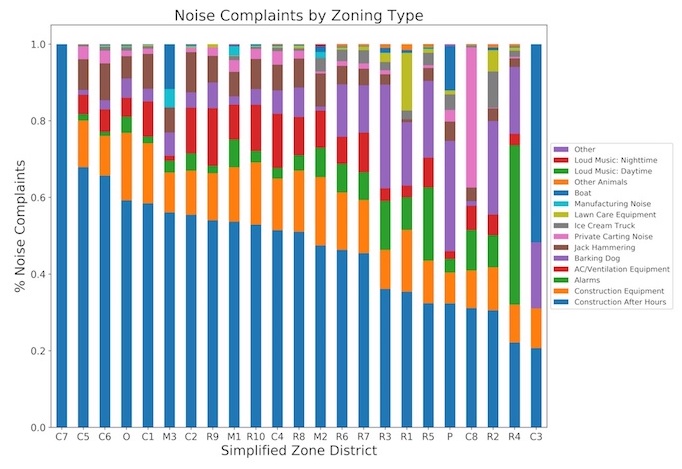 Noise Complaints by Zoning Type
% Noise Complaints
1.0
0.8
0.6
0.4
0.2
0.0
C7 C5 C6 O C1 M3 C2 R9 M1 R10 C4 R8 M2 R6 R7 R3 R1 R5 P C8 R2 R4 C3
Simplified Zone District
Other
Loud Music: Nighttime
Loud Music: Daytime
Other Animals
Boat
Manufacturing Noise
Lawn Care Equipment
Ice Cream Truck
Private Carting Noise
Jack Hammering
Barking Dog
AC/Ventilation Equipment
Alarms
Construction Equipment
Construction After Hours